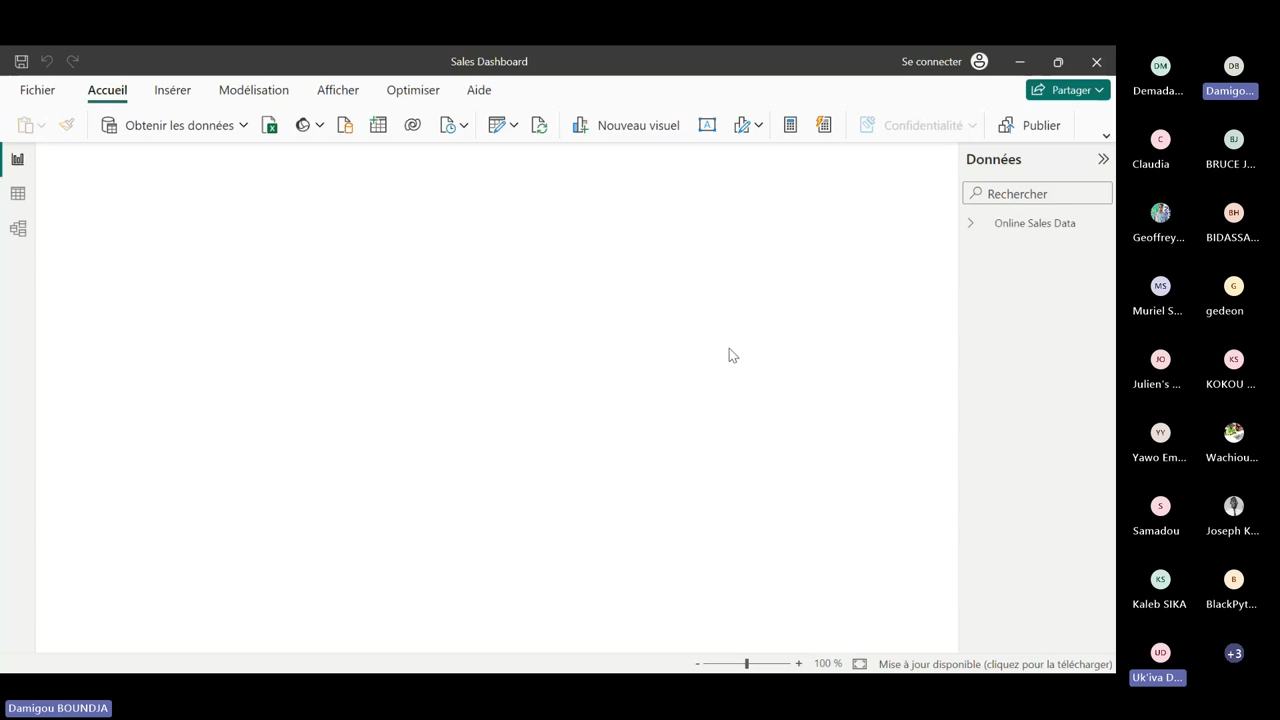 Sales Dashboard
Se connecter
Fichier Accueil Insérer Modélisation Afficher Optimiser Aide
Partager
Obtenir les données
Nouveau visuel
Confidentialité
Publier
Données
Rechercher
Online Sales Data
- + 100 %
Mise à jour disponible (cliquez pour la télécharger)
DM DB
Demada... Damigo...
C BJ
Claudia BRUCE J...
BH
Geoffrey... BIDASSA...
MS G
Muriel S... gedeon
JO KS
Julien's ... KOKOU ...
YY
Yawo Em... Wachiou...
S
Samadou Joseph K...
KS B
Kaleb SIKA BlackPyt...
UD +3
Uk'iva D...
Damigou BOUNDJA